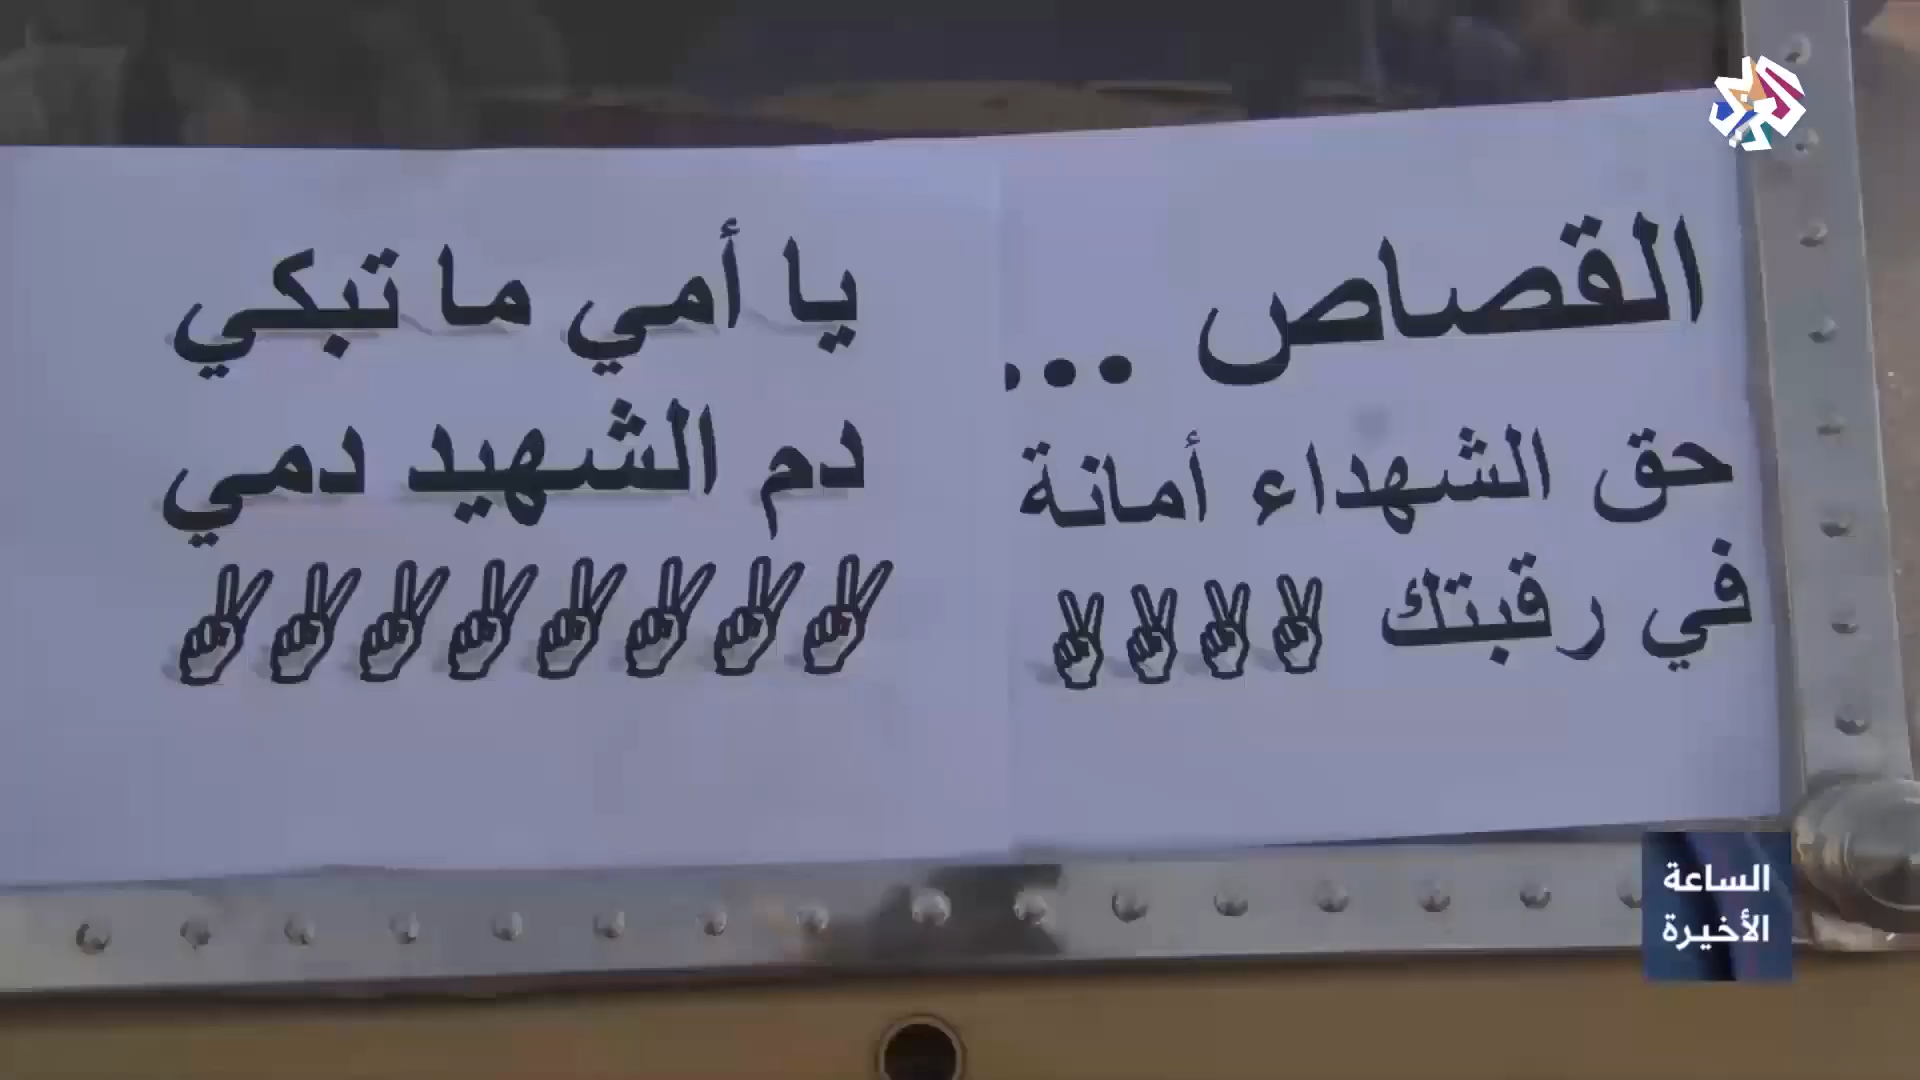 القصاص ...
حق الشهداء أمانة
في رقبتك ✌✌✌✌
يا أمي ما تبكي
دم الشهيد دمي
✌✌✌✌✌✌✌✌
الساعة
الأخيرة